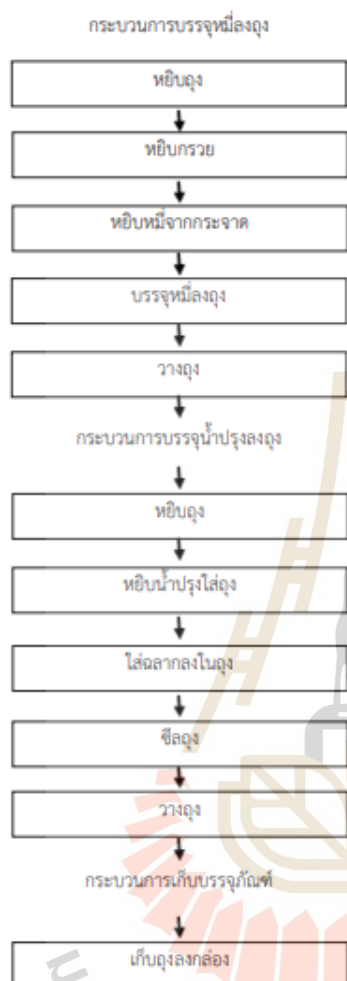 กระบวนการบรรจุหมี่ลงถุง
หยิบถุง
หยิบกรวย
หยิบหมี่จากกระจาด
บรรจุหมี่ลงถุง
วางถุง
กระบวนการบรรจุน้ำปรุงลงถุง
หยิบถุง
หยิบน้ำปรุงใส่ถุง
ใส่ฉลากลงในถุง
ซีลถุง
วางถุง
กระบวนการเก็บบรรจุภัณฑ์
เก็บถุงลงกล่อง